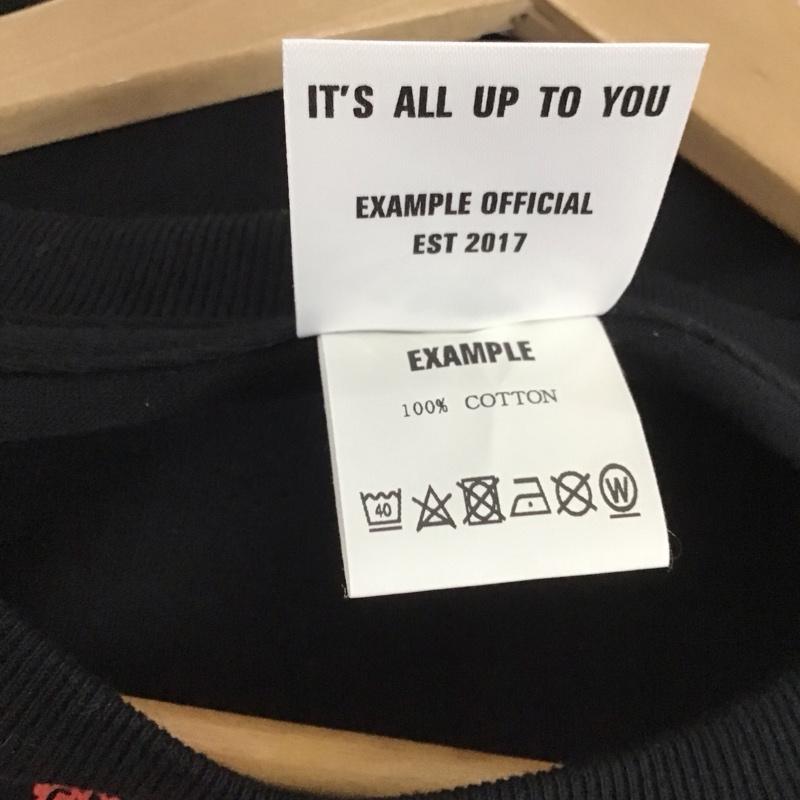 IT'S ALL UP TO YOU
EXAMPLE OFFICIAL
EST 2017
EXAMPLE
100% COTTON
40 W